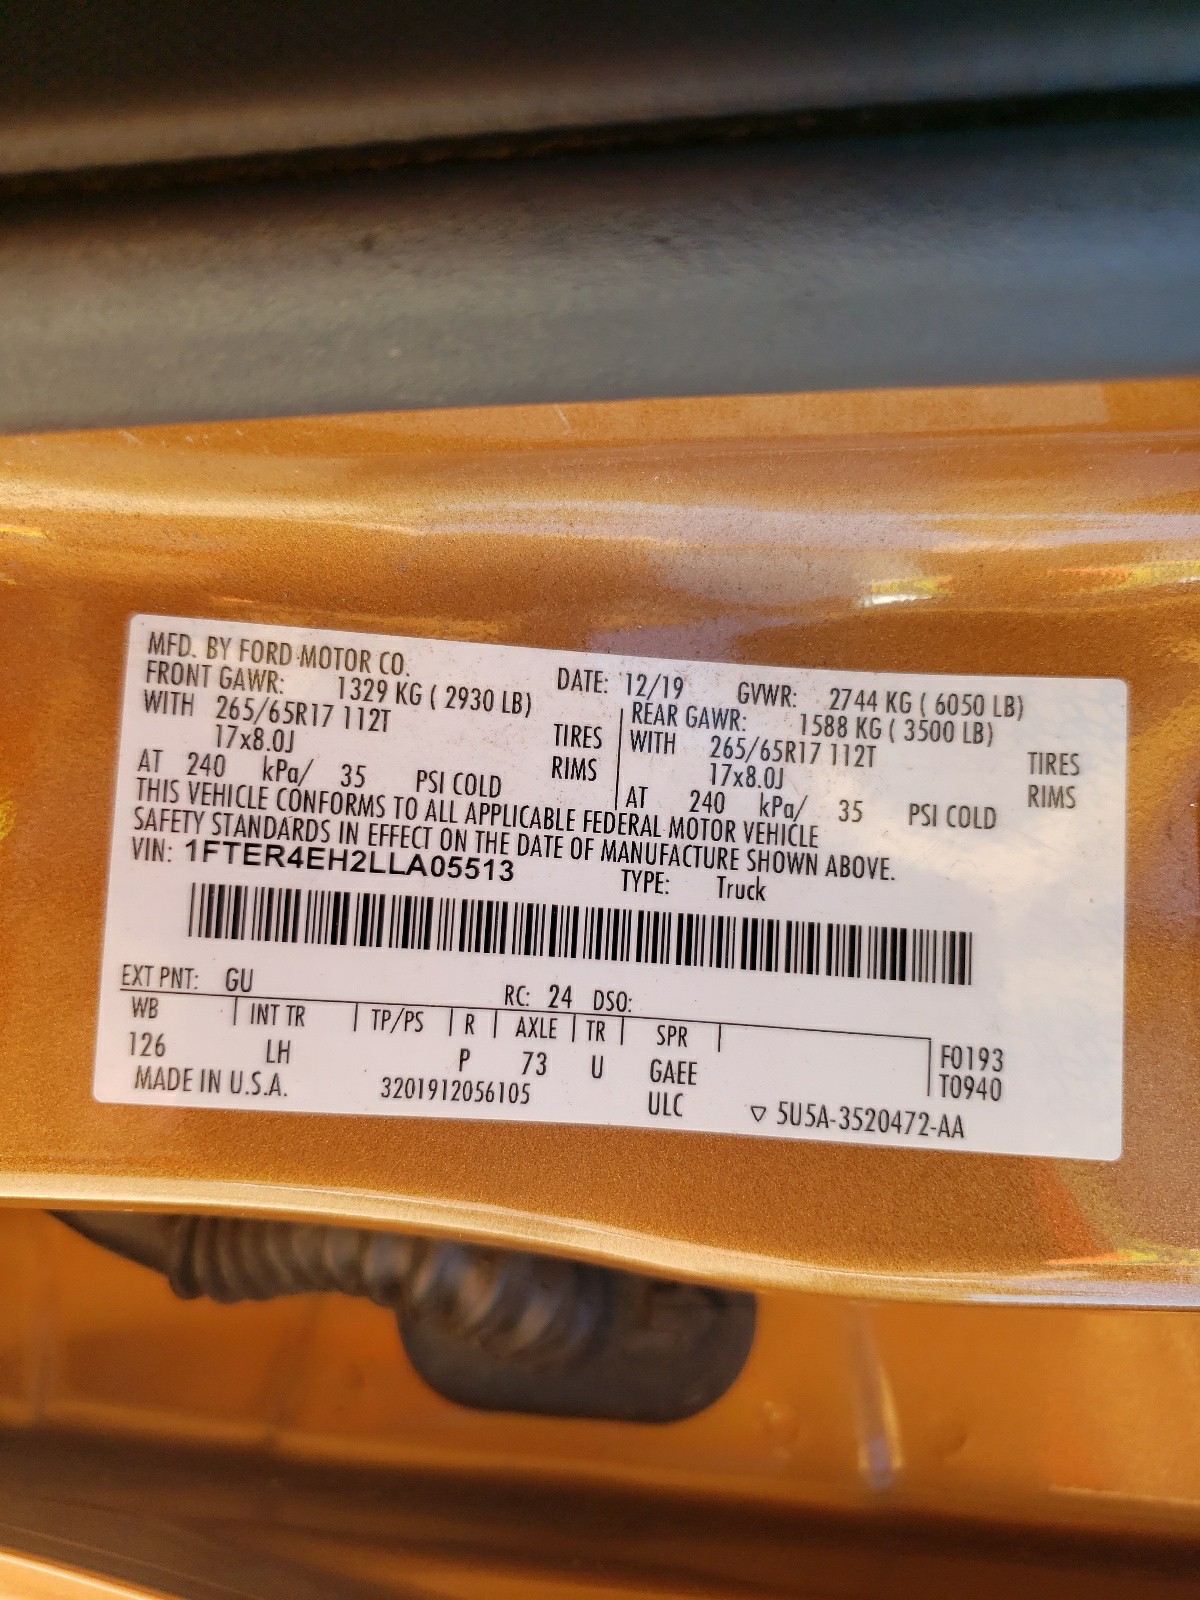 MFD. BY FORD MOTOR CO.
DATE: 12/19 GVWR: 2744 KG ( 6050 LB)
FRONT GAWR: 1329 KG ( 2930 LB) REAR GAWR: 1588 KG ( 3500 LB)
WITH 265/65R17 112T TIRES WITH 265/65R17 112T TIRES
17x8.0J RIMS 17x8.0J RIMS
AT 240 kPa/ 35 PSI COLD AT 240 kPa/ 35 PSI COLD
THIS VEHICLE CONFORMS TO ALL APPLICABLE FEDERAL MOTOR VEHICLE
SAFETY STANDARDS IN EFFECT ON THE DATE OF MANUFACTURE SHOWN ABOVE.
VIN: 1FTER4EH2LLA05513 TYPE: Truck
EXT PNT: GU RC: 24 DSO:
WB INT TR TP/PS R AXLE TR SPR
126 LH P 73 U GAEE F0193
ULC T0940
MADE IN U.S.A. 3201912056105 ▽ 5U5A-3520472-AA